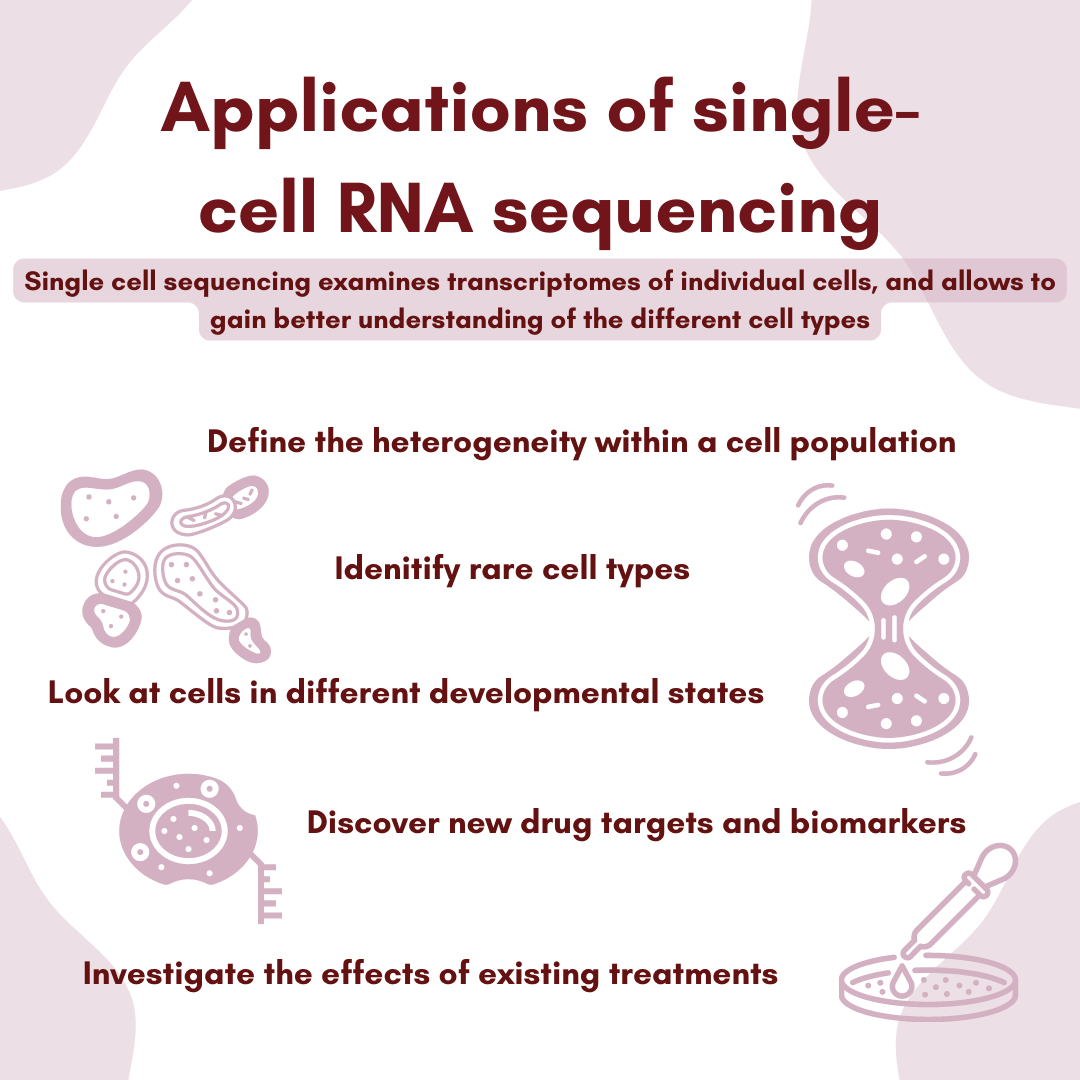 Applications of single-
cell RNA sequencing
Single cell sequencing examines transcriptomes of individual cells, and allows to
gain better understanding of the different cell types
Define the heterogeneity within a cell population
Idenitify rare cell types
Look at cells in different developmental states
Discover new drug targets and biomarkers
Investigate the effects of existing treatments